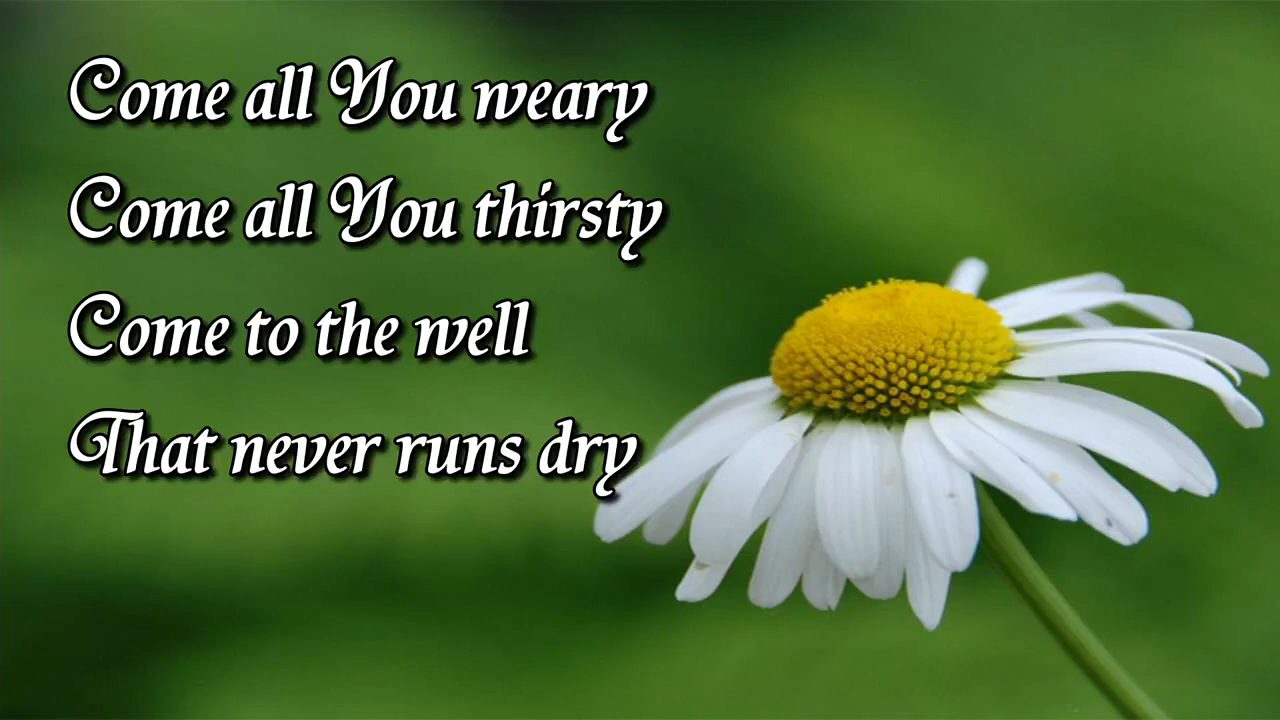 Come all You weary
Come all You thirsty
Come to the well
That never runs dry